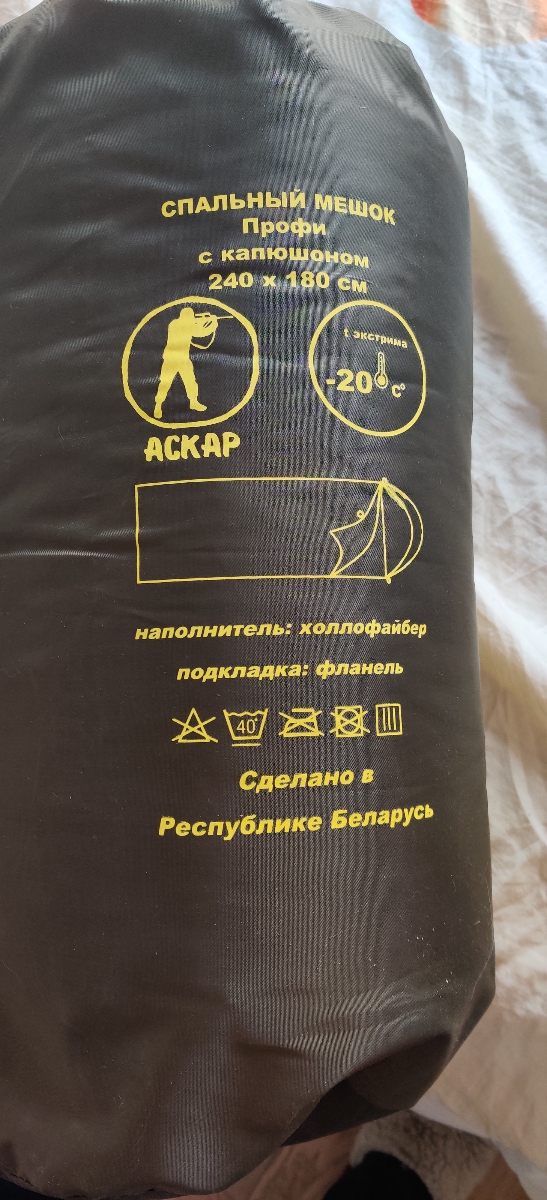 СПАЛЬНЫЙ МЕШОК
Профи
с капюшоном
240 х 180 см
t экстрима
-20 С°
АСКАР
наполнитель: холлофайбер
подкладка: фланель
40°
Сделано в
Республике Беларусь